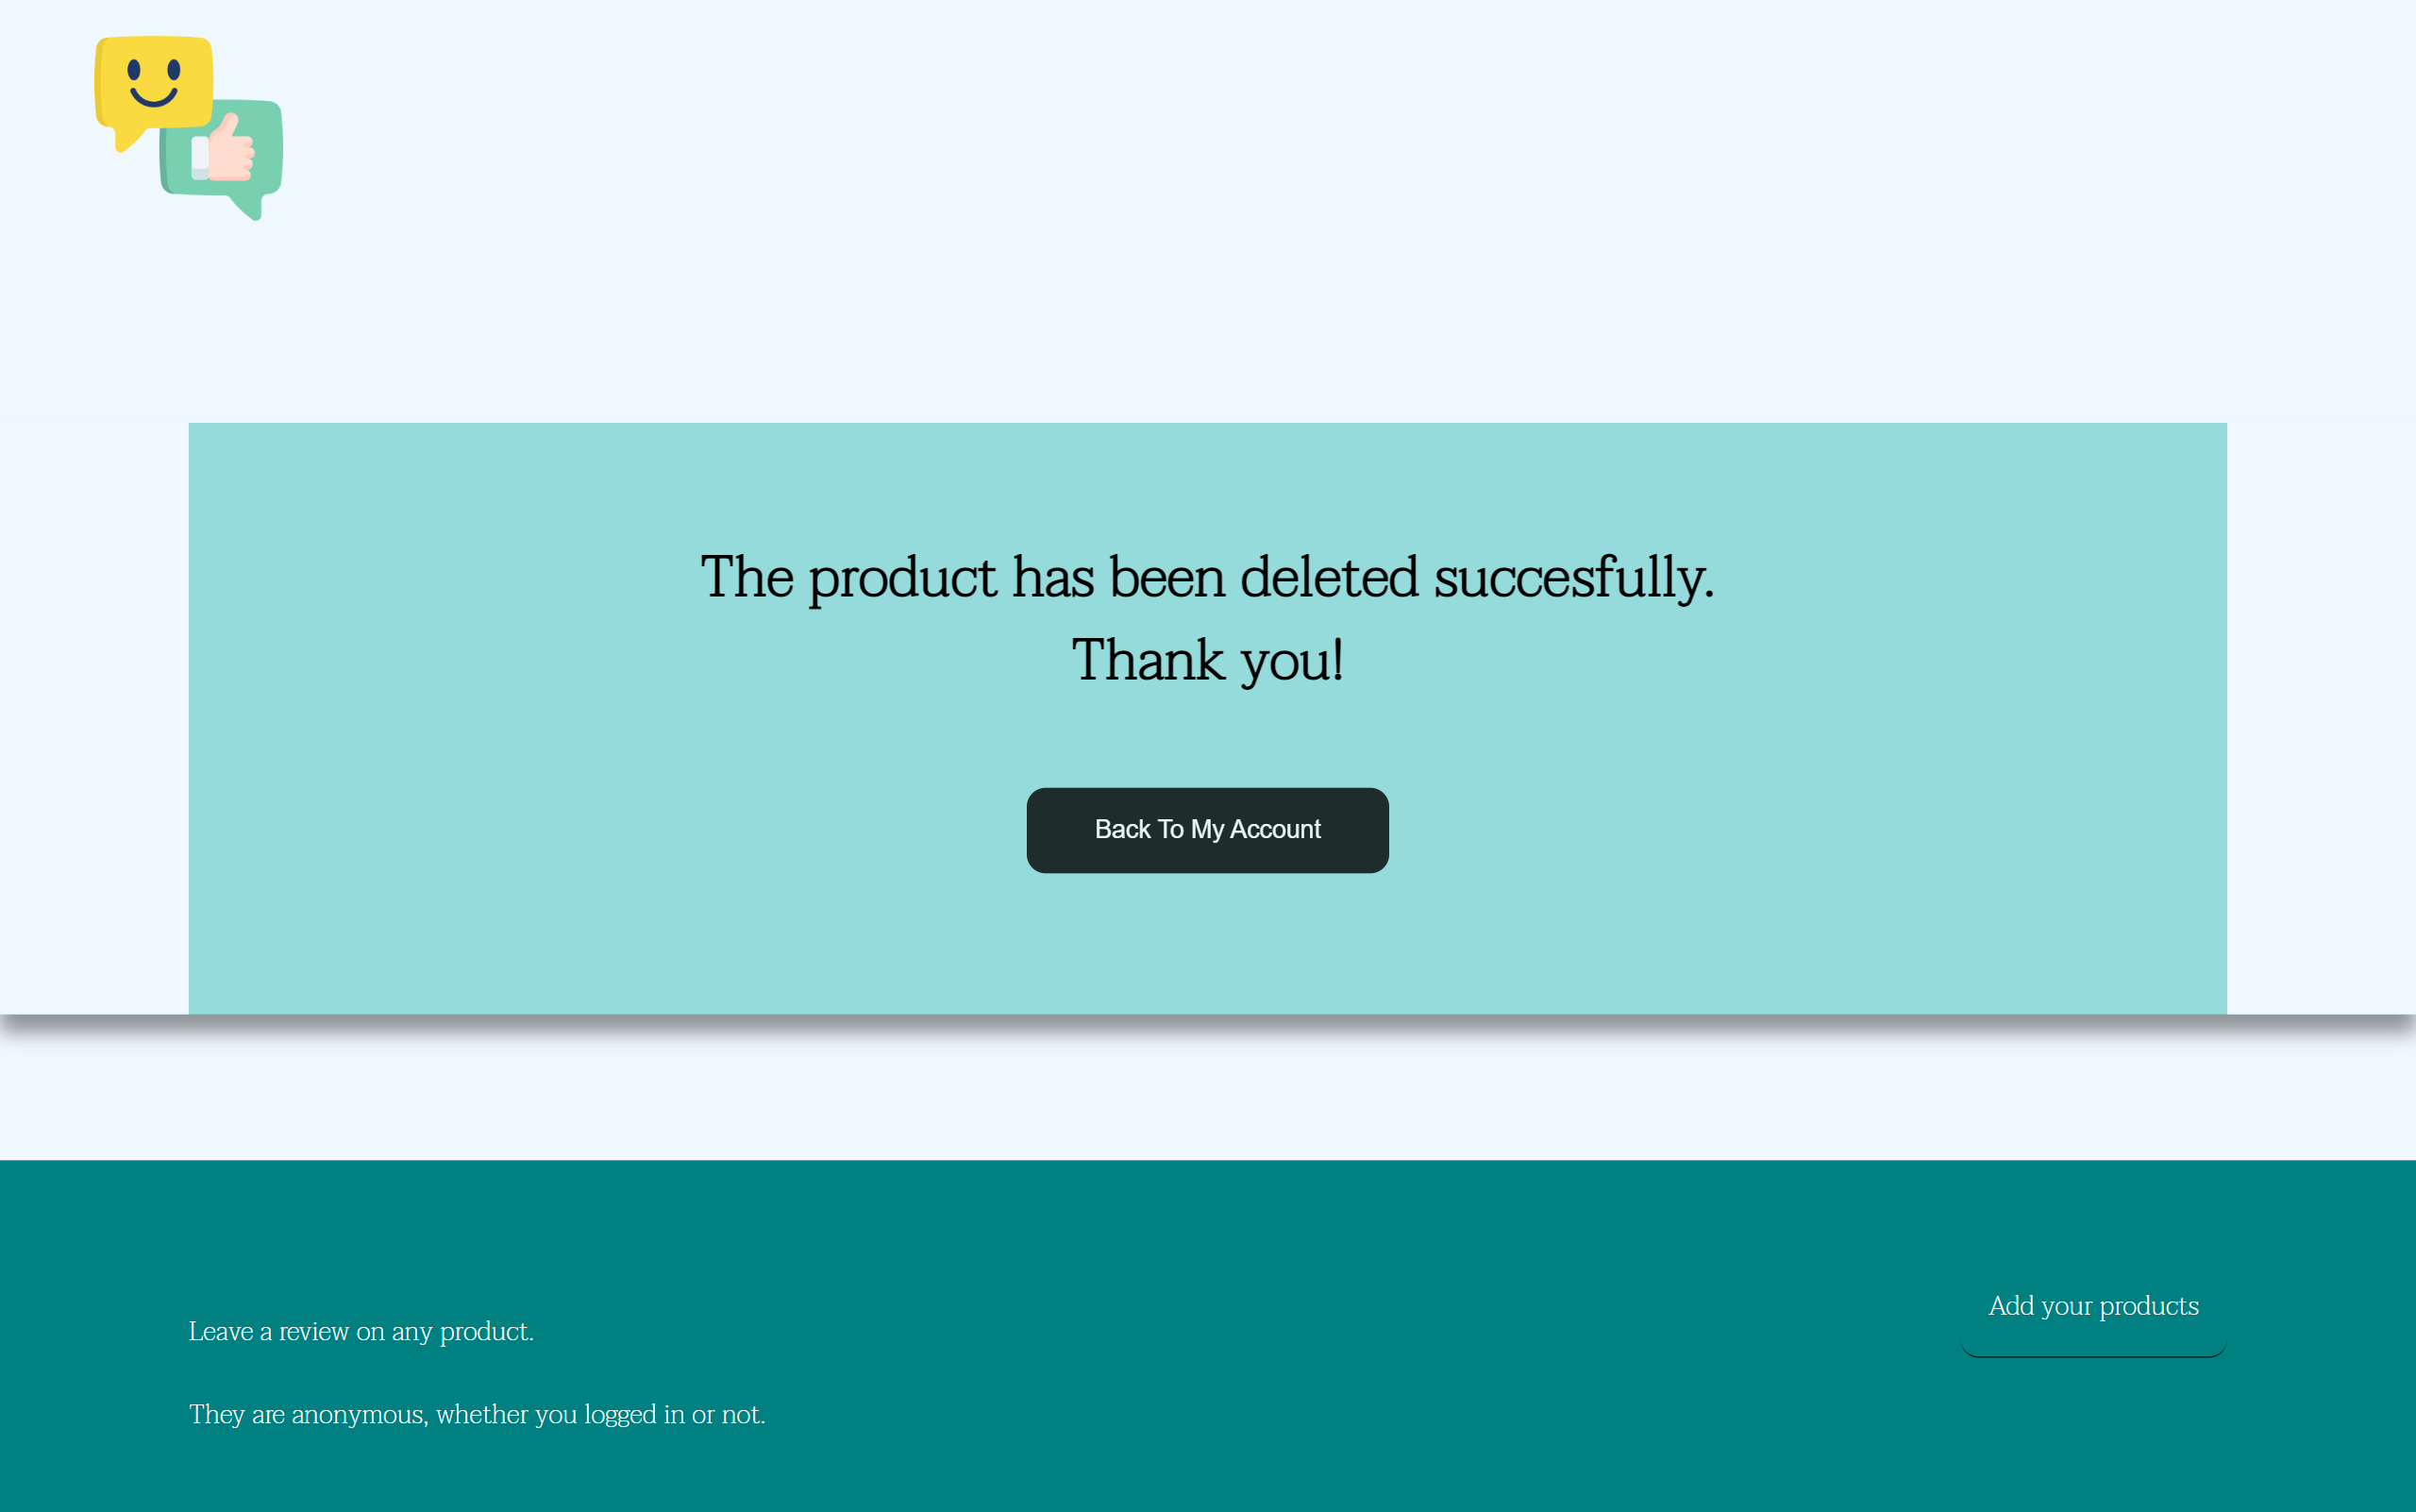 The product has been deleted succesfully.
Thank you!
Back To My Account
Leave a review on any product.
They are anonymous, whether you logged in or not.
Add your products